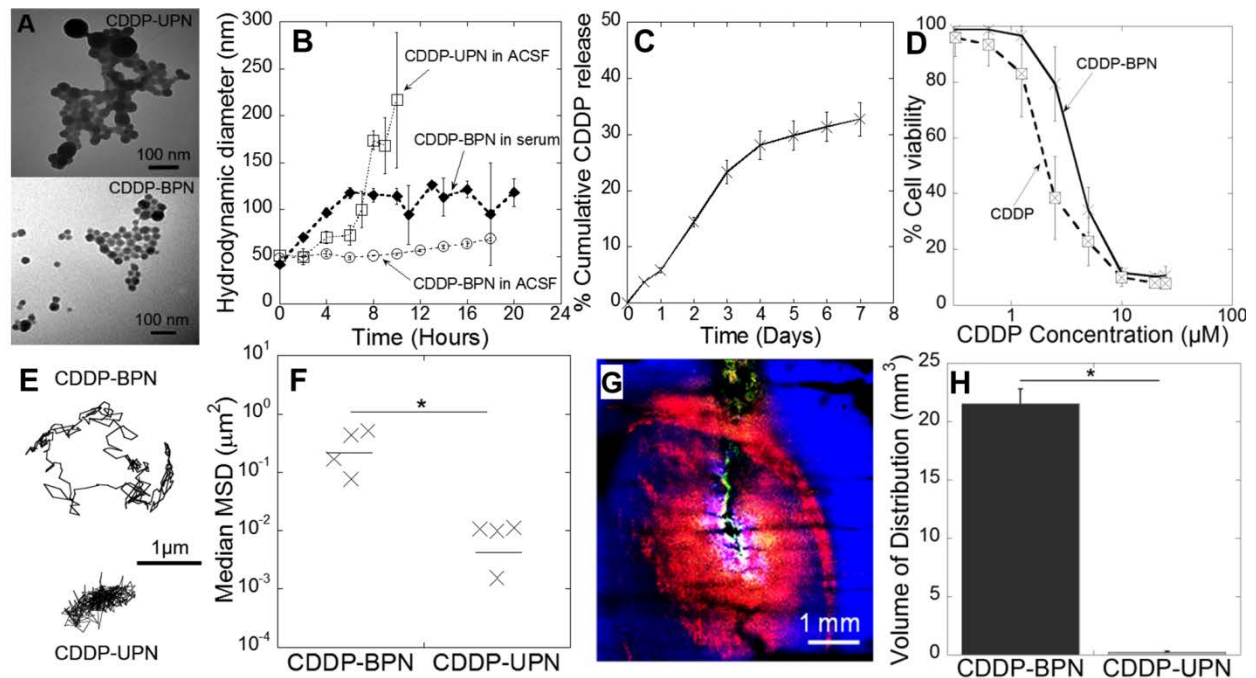 A
CDDP-UPN
100 nm
CDDP-BPN
100 nm
B
Hydrodynamic diameter (nm)
300
250
200
150
100
50
0
CDDP-UPN in ACSF
CDDP-BPN in serum
CDDP-BPN in ACSF
0 4 8 12 16 20 24
Time (Hours)
C
% Cumulative CDDP release
50
40
30
20
10
0
0 1 2 3 4 5 6 7 8
Time (Days)
D
% Cell viability
100
80
60
40
20
0
CDDP-BPN
CDDP
1 10 100
CDDP Concentration (µM)
E
CDDP-BPN
1µm
CDDP-UPN
F
Median MSD (µm²)
10¹
10⁰
10⁻¹
10⁻²
10⁻³
10⁻⁴
*
CDDP-BPN CDDP-UPN
G
1 mm
H
Volume of Distribution (mm³)
25
20
15
10
5
0
*
CDDP-BPN CDDP-UPN